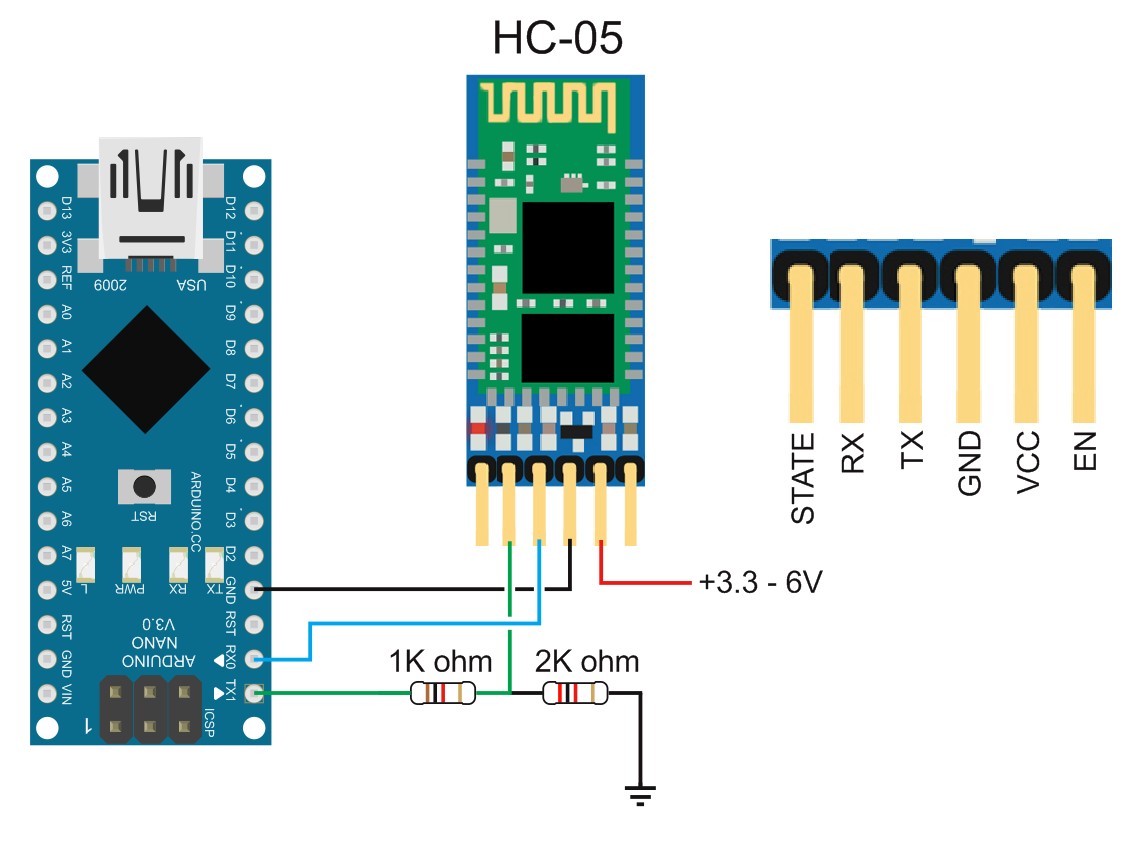 HC-05
D13
3V3
REF
A0
A1
A2
A3
A4
A5
A6
A7
5V
RST
GND
VIN
2009
USA
D12
D11
D10
D9
D8
D7
D6
D5
D4
D3
D2
GND
RST
RX0
TX1
RST
ARDUINO.CC
L
PWR
RX
TX
ARDUINO
NANO
V3.0
1
ICSP
STATE
RX
TX
GND
VCC
EN
+3.3 - 6V
1K ohm
2K ohm